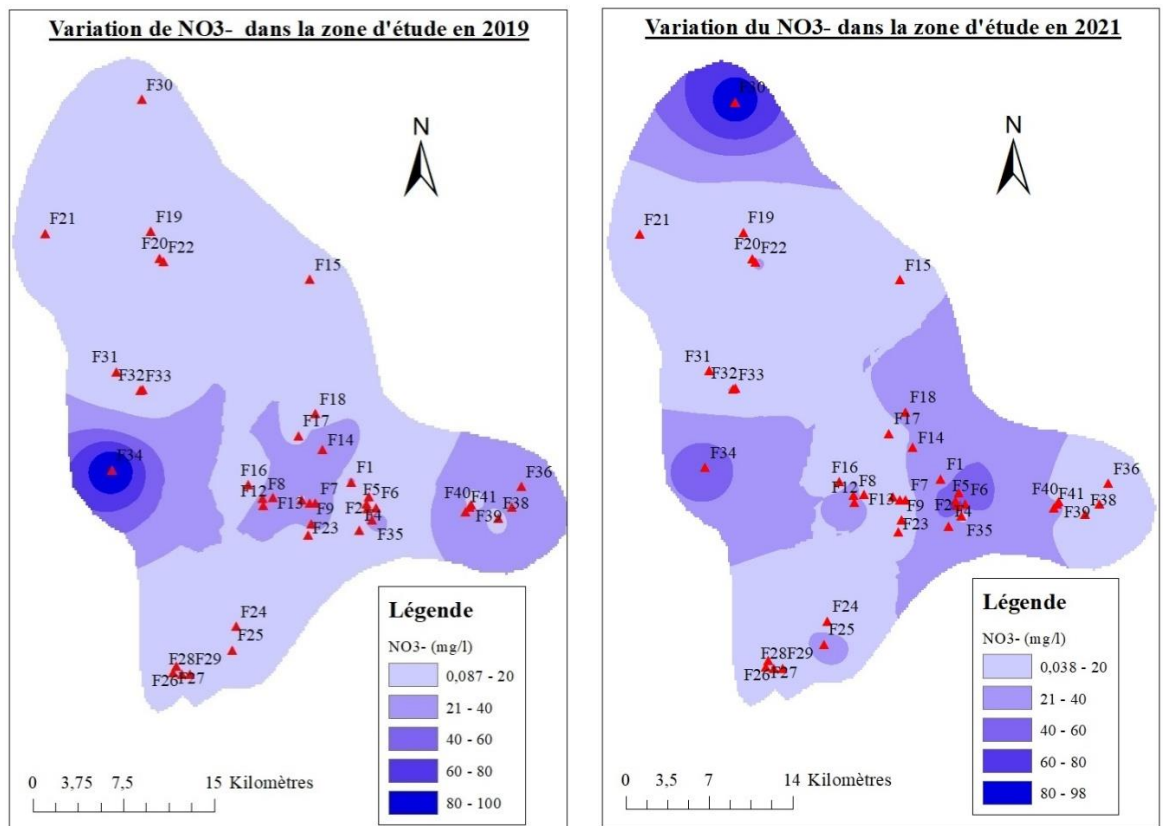 Variation de NO3- dans la zone d'étude en 2019
F30
N
F21
F19
F20 F22
F15
F31
F32 F33
F18
F17
F14
F34
F16
F12
F8
F13
F7
F9
F23
F1
F5
F6
F2
F4
F35
F36
F40
F41
F38
F39
F24
F25
F28 F29
F26 F27
Légende
NO3- (mg/l)
0,087 - 20
21 - 40
40 - 60
60 - 80
80 - 100
0 3,75 7,5 15 Kilomètres
Variation du NO3- dans la zone d'étude en 2021
F30
N
F21
F19
F20 F22
F15
F31
F32 F33
F18
F17
F14
F34
F16
F12
F8
F13
F7
F9
F23
F1
F5
F6
F2
F4
F35
F36
F40
F41
F38
F39
F24
F25
F28 F29
F26 F27
Légende
NO3- (mg/l)
0,038 - 20
21 - 40
40 - 60
60 - 80
80 - 98
0 3,5 7 14 Kilomètres